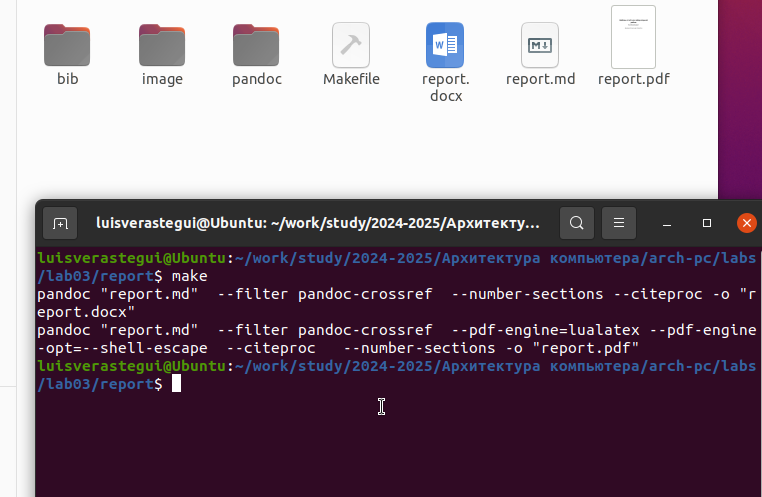 bib
image
pandoc
Makefile
report.
docx
report.md
report.pdf
luisverastegui@Ubuntu: ~/work/study/2024-2025/Архитекту...
luisverastegui@Ubuntu:~/work/study/2024-2025/Архитектура компьютера/arch-pc/labs
/lab03/report$ make
pandoc "report.md"  --filter pandoc-crossref  --number-sections --citeproc -o "r
eport.docx"
pandoc "report.md"  --filter pandoc-crossref  --pdf-engine=lualatex --pdf-engine
-opt=--shell-escape  --citeproc   --number-sections -o "report.pdf"
luisverastegui@Ubuntu:~/work/study/2024-2025/Архитектура компьютера/arch-pc/labs
/lab03/report$